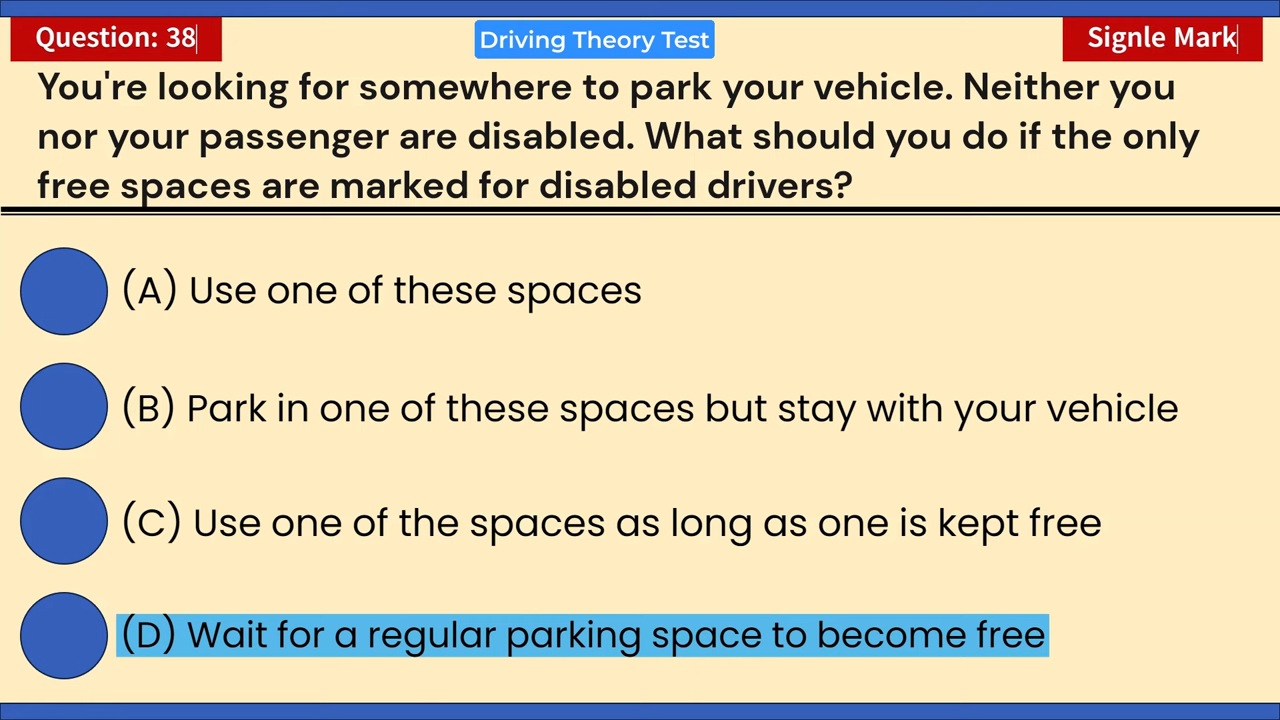 Question: 38
Driving Theory Test
Signle Mark
You're looking for somewhere to park your vehicle. Neither you
nor your passenger are disabled. What should you do if the only
free spaces are marked for disabled drivers?
(A) Use one of these spaces
(B) Park in one of these spaces but stay with your vehicle
(C) Use one of the spaces as long as one is kept free
(D) Wait for a regular parking space to become free